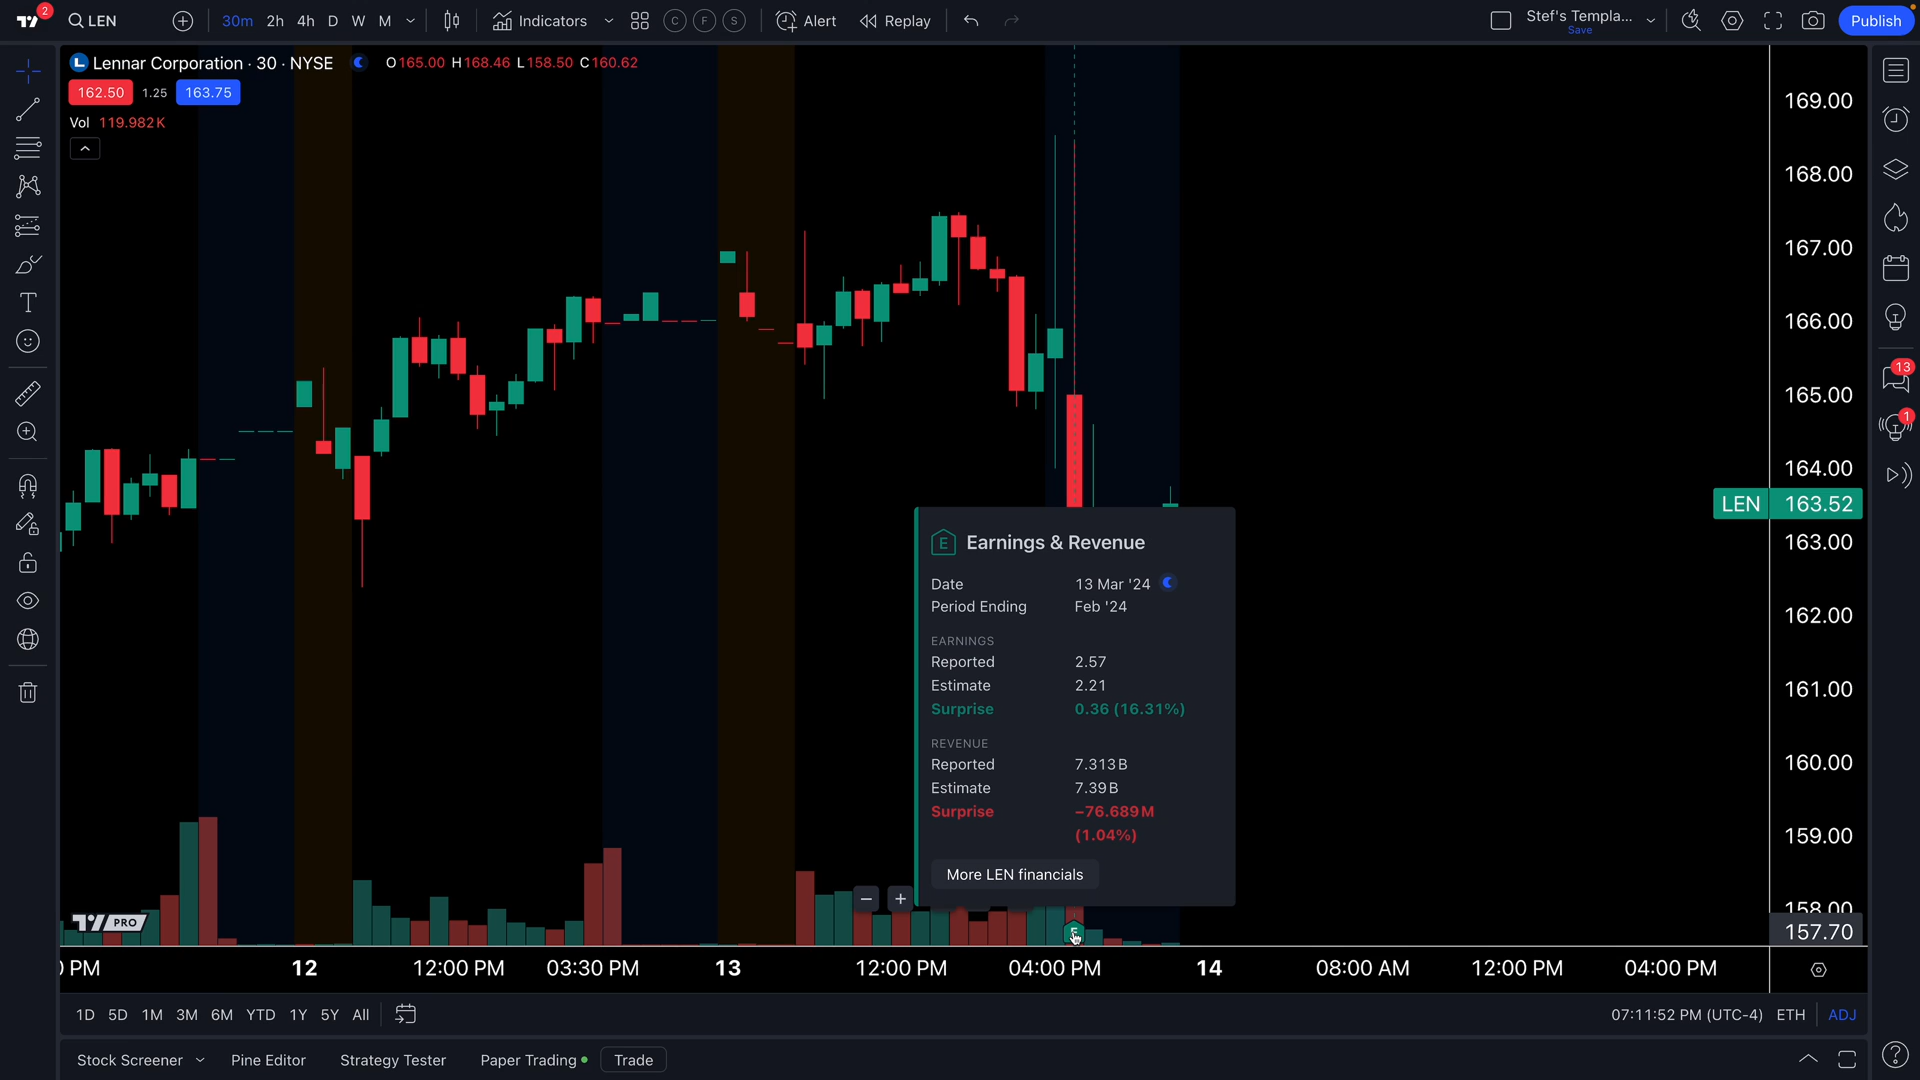 2
LEN
30m 2h 4h D W M
Indicators
C F S
Alert
Replay
Stef's Templa...
Save
Publish
L Lennar Corporation · 30 · NYSE O165.00 H168.46 L158.50 C160.62
162.50 1.25 163.75
Vol 119.982K
169.00
168.00
167.00
166.00
165.00
164.00
LEN 163.52
163.00
162.00
161.00
160.00
159.00
158.00
157.70
13
1
E Earnings & Revenue
Date 13 Mar '24
Period Ending Feb '24
EARNINGS
Reported 2.57
Estimate 2.21
Surprise 0.36 (16.31%)
REVENUE
Reported 7.313B
Estimate 7.39B
Surprise −76.689M
(1.04%)
More LEN financials
− +
PRO
PM 12 12:00 PM 03:30 PM 13 12:00 PM 04:00 PM 14 08:00 AM 12:00 PM 04:00 PM
1D 5D 1M 3M 6M YTD 1Y 5Y All
07:11:52 PM (UTC-4) ETH ADJ
Stock Screener Pine Editor Strategy Tester Paper Trading Trade